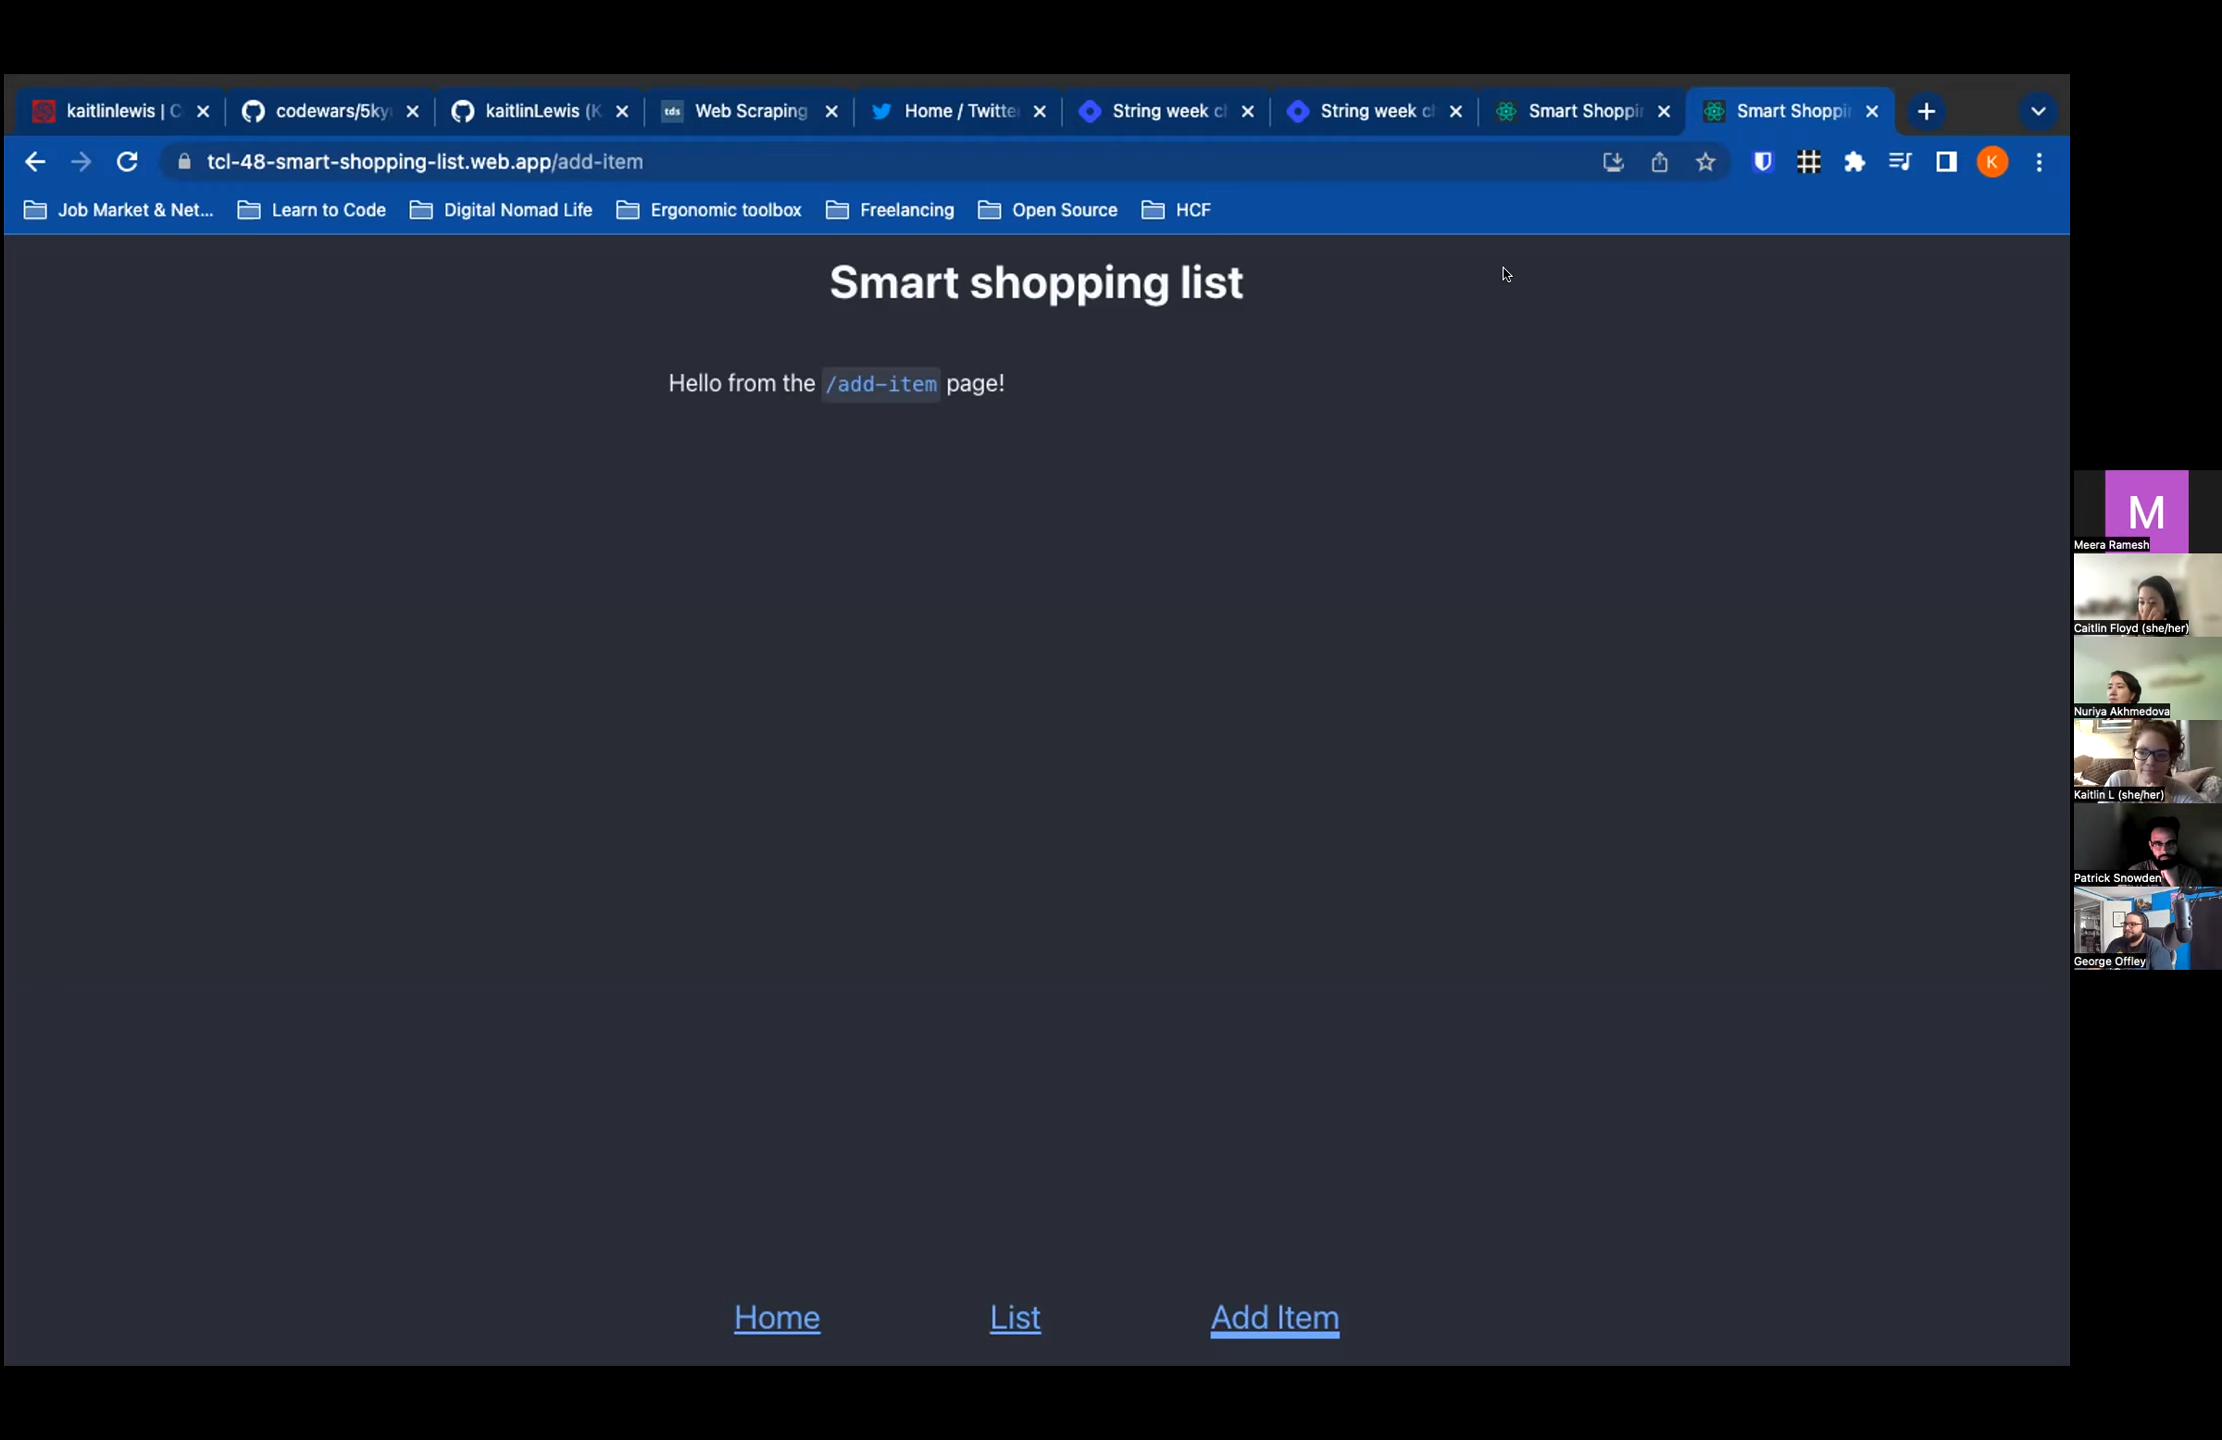 kaitlinlewis | C
codewars/5ky
kaitlinLewis (K
tds Web Scraping
Home / Twitte
String week c
String week c
Smart Shoppi
Smart Shoppi
tcl-48-smart-shopping-list.web.app/add-item
K
Job Market & Net...
Learn to Code
Digital Nomad Life
Ergonomic toolbox
Freelancing
Open Source
HCF
Smart shopping list
Hello from the /add-item page!
Home
List
Add Item
M
Meera Ramesh
Caitlin Floyd (she/her)
Nuriya Akhmedova
Kaitlin L (she/her)
Patrick Snowden
George Offley